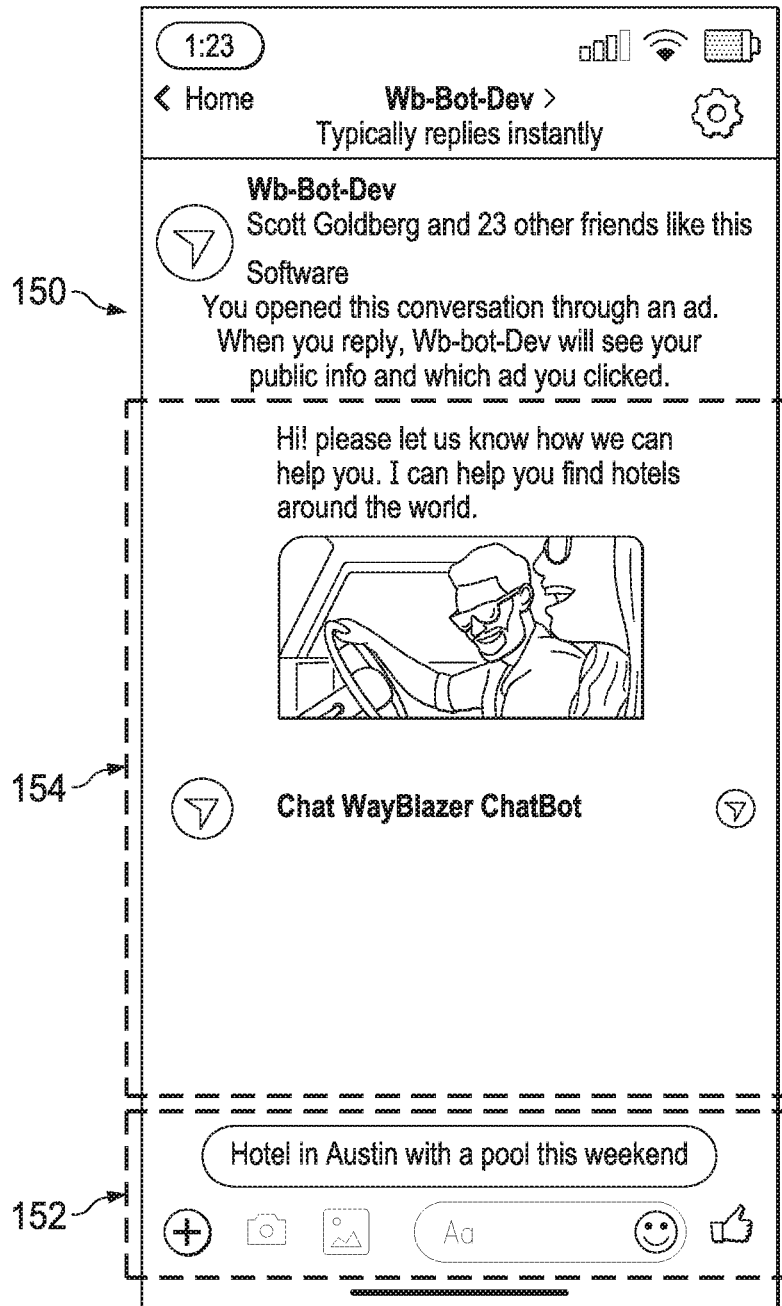 1:23
< Home
Wb-Bot-Dev >
Typically replies instantly
Wb-Bot-Dev
Scott Goldberg and 23 other friends like this
Software
150
You opened this conversation through an ad.
When you reply, Wb-bot-Dev will see your
public info and which ad you clicked.
Hi! please let us know how we can
help you. I can help you find hotels
around the world.
154
Chat WayBlazer ChatBot
Hotel in Austin with a pool this weekend
152
Aa